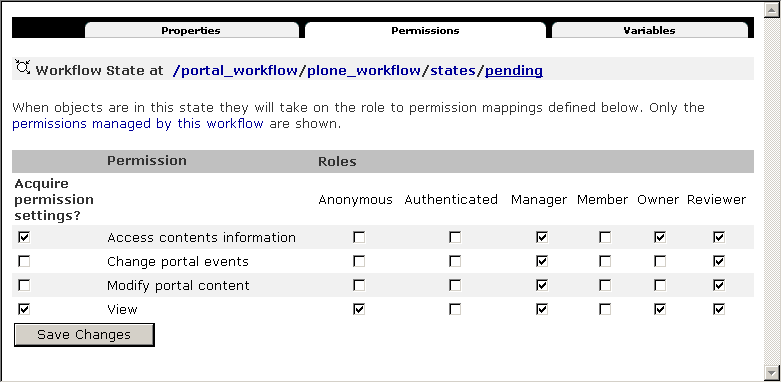 Properties Permissions Variables
Workflow State at /portal_workflow/plone_workflow/states/pending
When objects are in this state they will take on the role to permission mappings defined below. Only the
permissions managed by this workflow are shown.
Permission Roles
Acquire
permission
settings?
Anonymous Authenticated Manager Member Owner Reviewer
Access contents information
Change portal events
Modify portal content
View
Save Changes